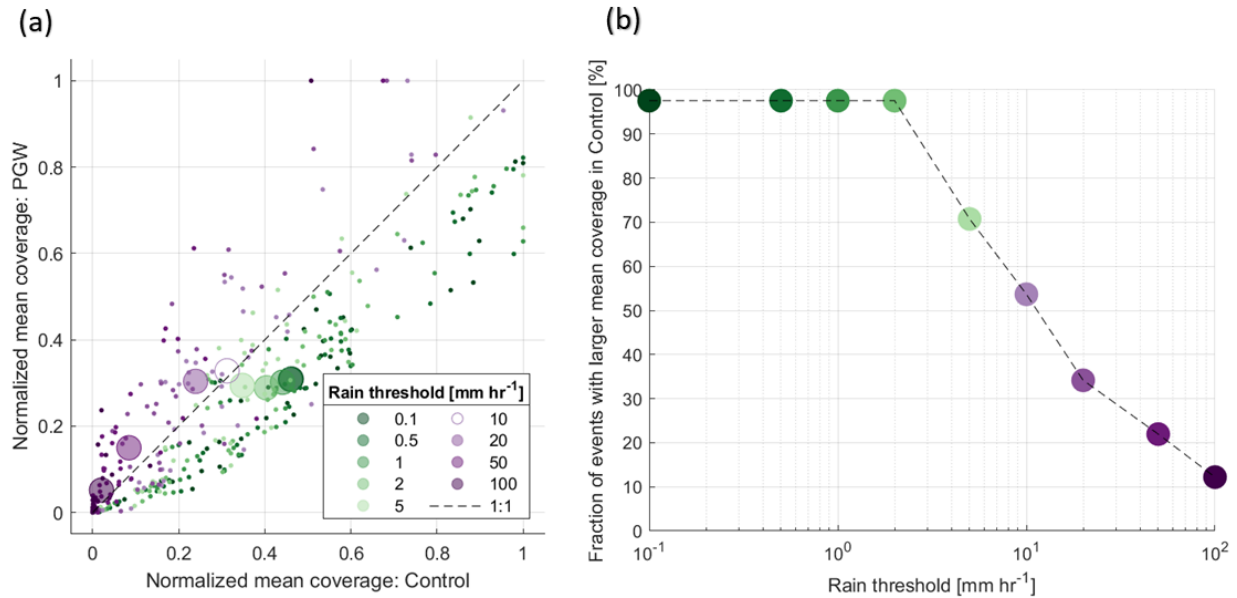 (a)
1
0.8
0.6
0.4
0.2
0
0 0.2 0.4 0.6 0.8 1
Normalized mean coverage: PGW
Normalized mean coverage: Control
Rain threshold [mm hr-1]
0.1 10
0.5 20
1 50
2 100
5 1:1
(b)
100
90
80
70
60
50
40
30
20
10
0
10-1 100 101 102
Fraction of events with larger mean coverage in Control [%]
Rain threshold [mm hr-1]